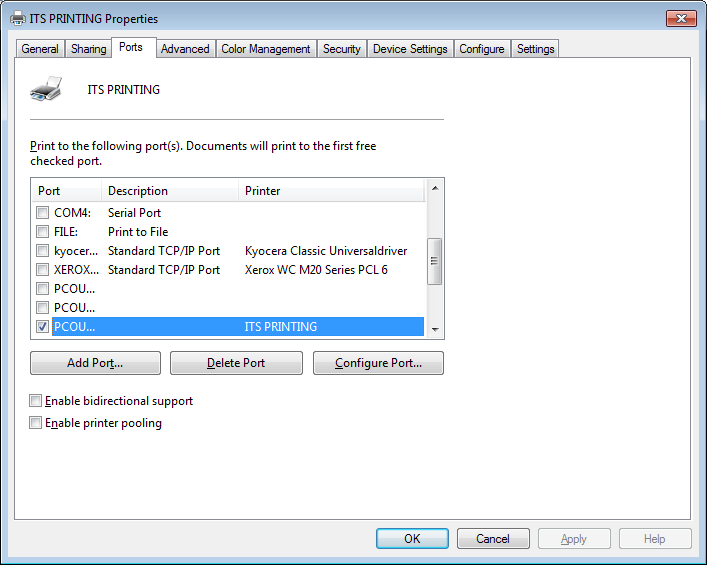 ITS PRINTING Properties
General Sharing Ports Advanced Color Management Security Device Settings Configure Settings
ITS PRINTING
Print to the following port(s). Documents will print to the first free
checked port.
Port Description Printer
COM4: Serial Port
FILE: Print to File
kyocer... Standard TCP/IP Port Kyocera Classic Universaldriver
XEROX... Standard TCP/IP Port Xerox WC M20 Series PCL 6
PCOU...
PCOU...
PCOU... ITS PRINTING
Add Port... Delete Port Configure Port...
Enable bidirectional support
Enable printer pooling
OK Cancel Apply Help